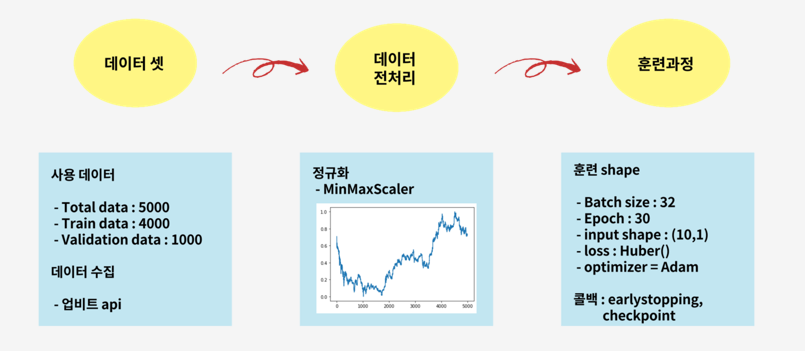 데이터 셋
데이터
전처리
훈련과정
사용 데이터
- Total data : 5000
- Train data : 4000
- Validation data : 1000
데이터 수집
- 업비트 api
정규화
- MinMaxScaler
1.0
0.8
0.6
0.4
0.2
0.0
0 1000 2000 3000 4000 5000
훈련 shape
- Batch size : 32
- Epoch : 30
- input shape : (10,1)
- loss : Huber()
- optimizer = Adam
콜백 : earlystopping,
checkpoint